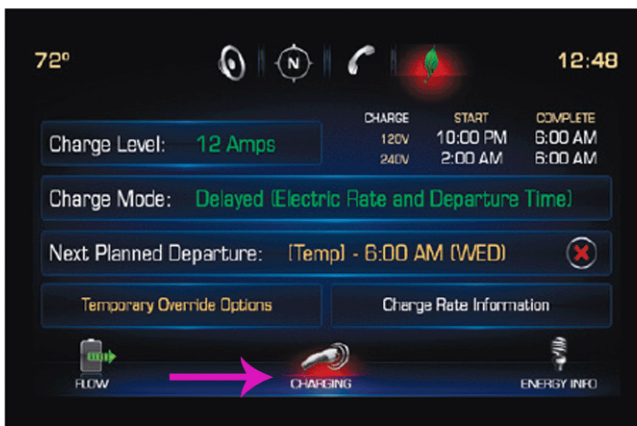 72° N 12:48
CHARGE START COMPLETE
Charge Level: 12 Amps 120V 10:00 PM 6:00 AM
240V 2:00 AM 6:00 AM
Charge Mode: Delayed (Electric Rate and Departure Time)
Next Planned Departure: (Temp) - 6:00 AM (WED)
Temporary Override Options Charge Rate Information
FLOW CHARGING ENERGY INFO